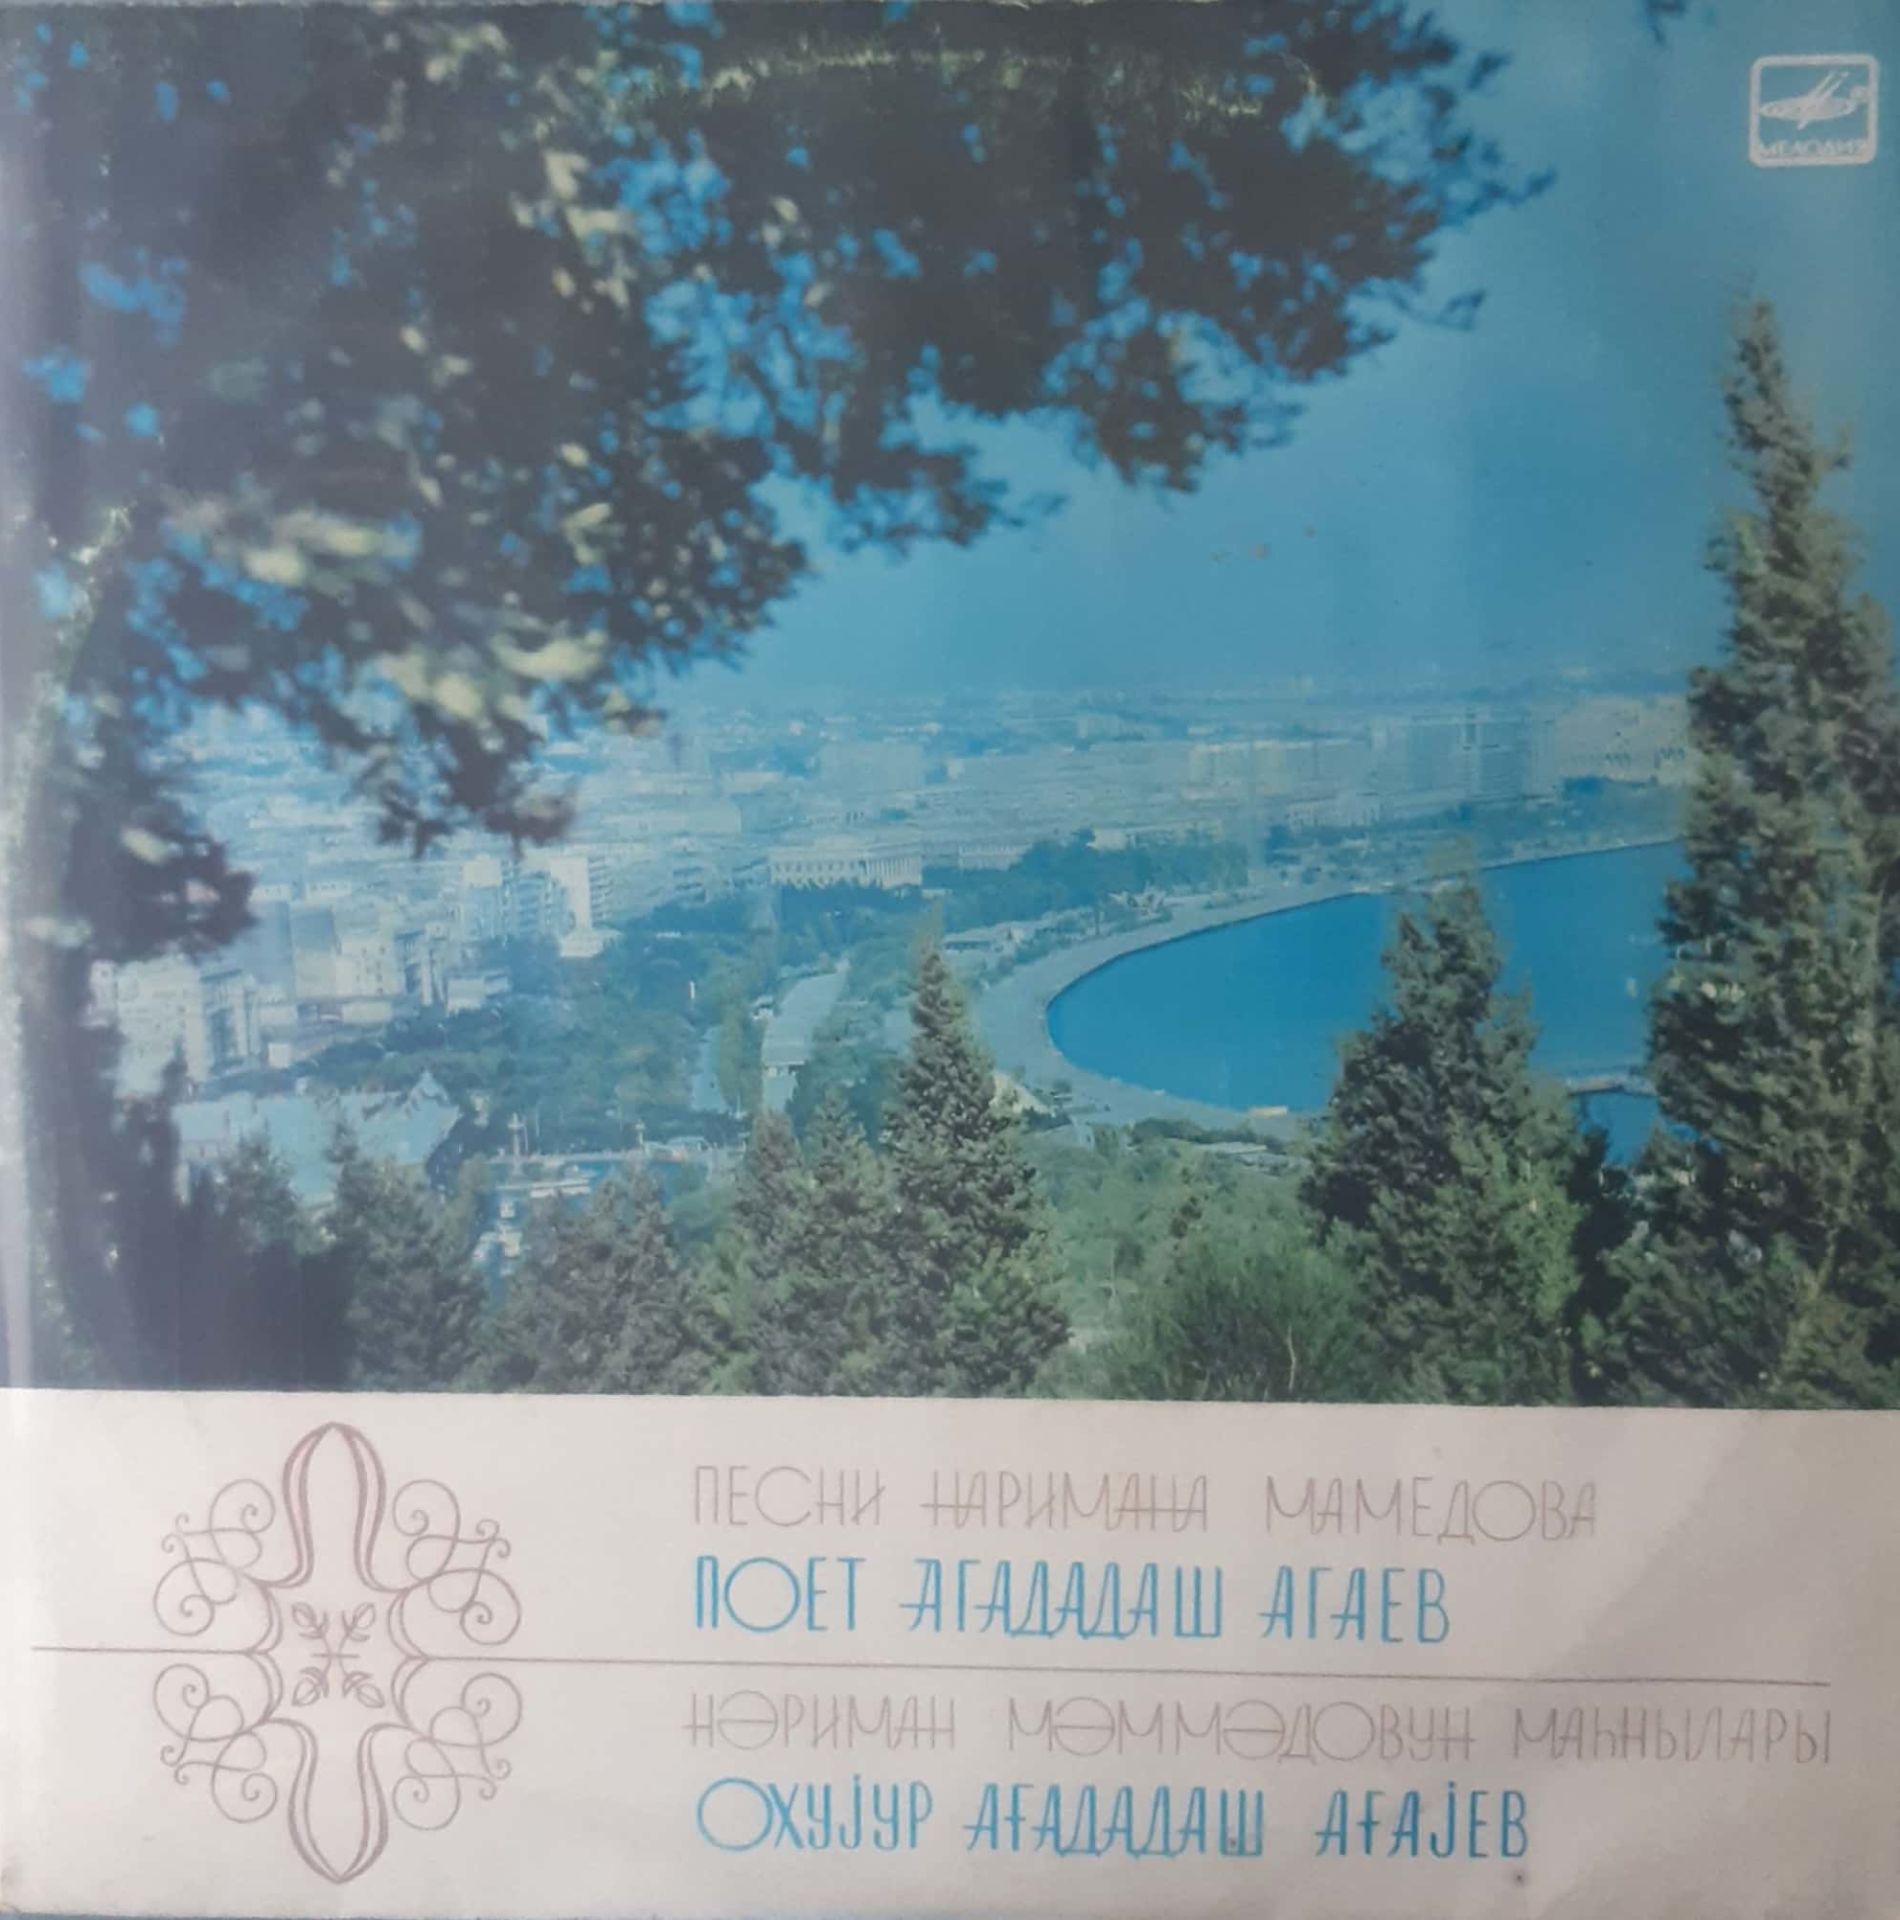 МЕЛОДИЯ
ПЕСНИ НАРИМАНА МАМЕДОВА
ПОЕТ АГАДАДАШ АГАЕВ
НӘРИМАН МӘММӘДОВУН МАҺНЫЛАРЫ
ОХУЈУР АҒАДАДАШ АҒАЈЕВ